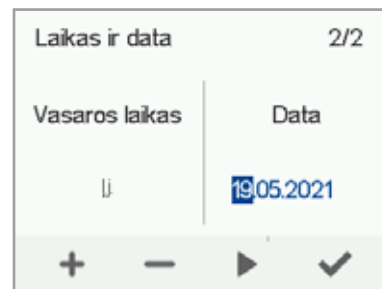 Laikas ir data 2/2
Vasaros laikas Data
Įj. 19.05.2021